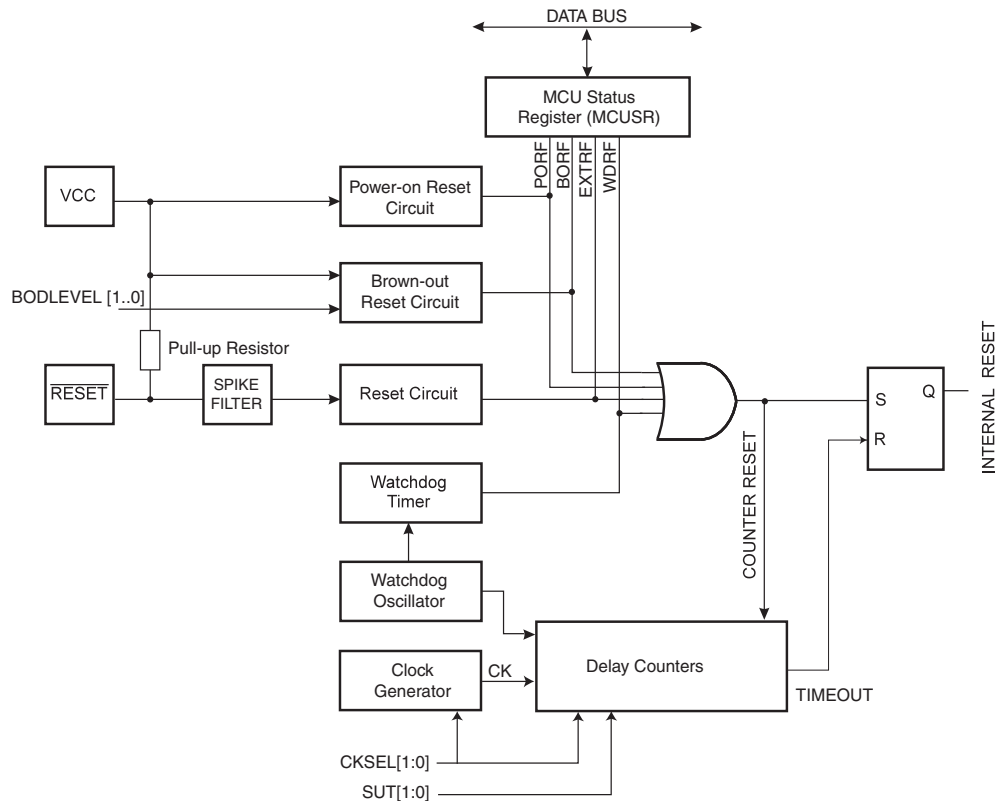 DATA BUS
MCU Status
Register (MCUSR)
PORF
BORF
EXTRF
WDRF
VCC
Power-on Reset
Circuit
Brown-out
Reset Circuit
BODLEVEL [1..0]
Pull-up Resistor
RESET
SPIKE
FILTER
Reset Circuit
S
Q
R
INTERNAL RESET
COUNTER RESET
Watchdog
Timer
Watchdog
Oscillator
Clock
Generator
CK
Delay Counters
TIMEOUT
CKSEL[1:0]
SUT[1:0]